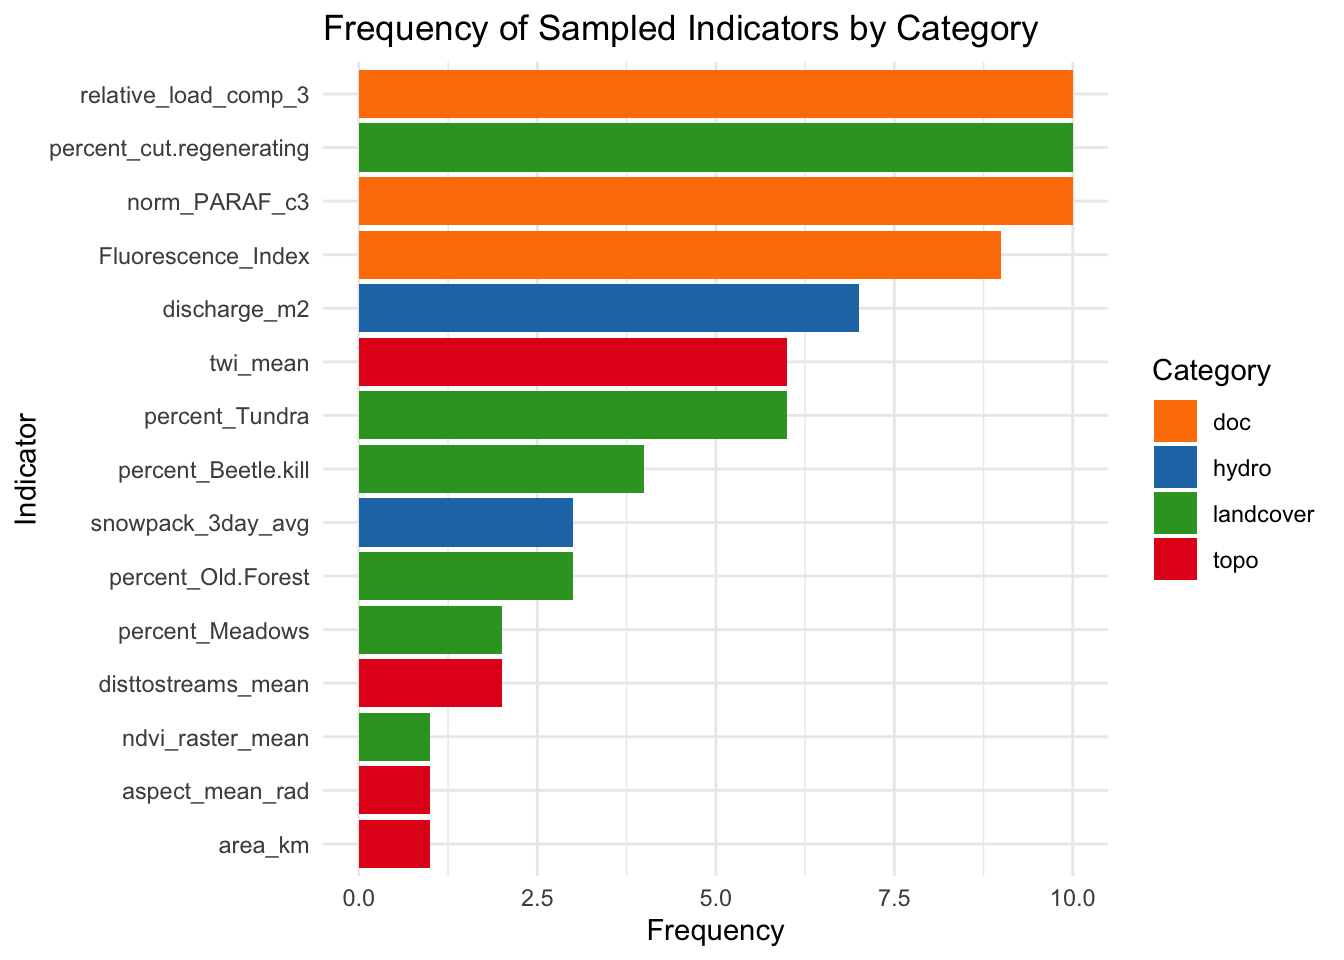 Frequency of Sampled Indicators by Category
Indicator
relative_load_comp_3
percent_cut.regenerating
norm_PARAF_c3
Fluorescence_Index
discharge_m2
twi_mean
percent_Tundra
percent_Beetle.kill
snowpack_3day_avg
percent_Old.Forest
percent_Meadows
disttostreams_mean
ndvi_raster_mean
aspect_mean_rad
area_km
0.0 2.5 5.0 7.5 10.0
Frequency
Category
doc
hydro
landcover
topo